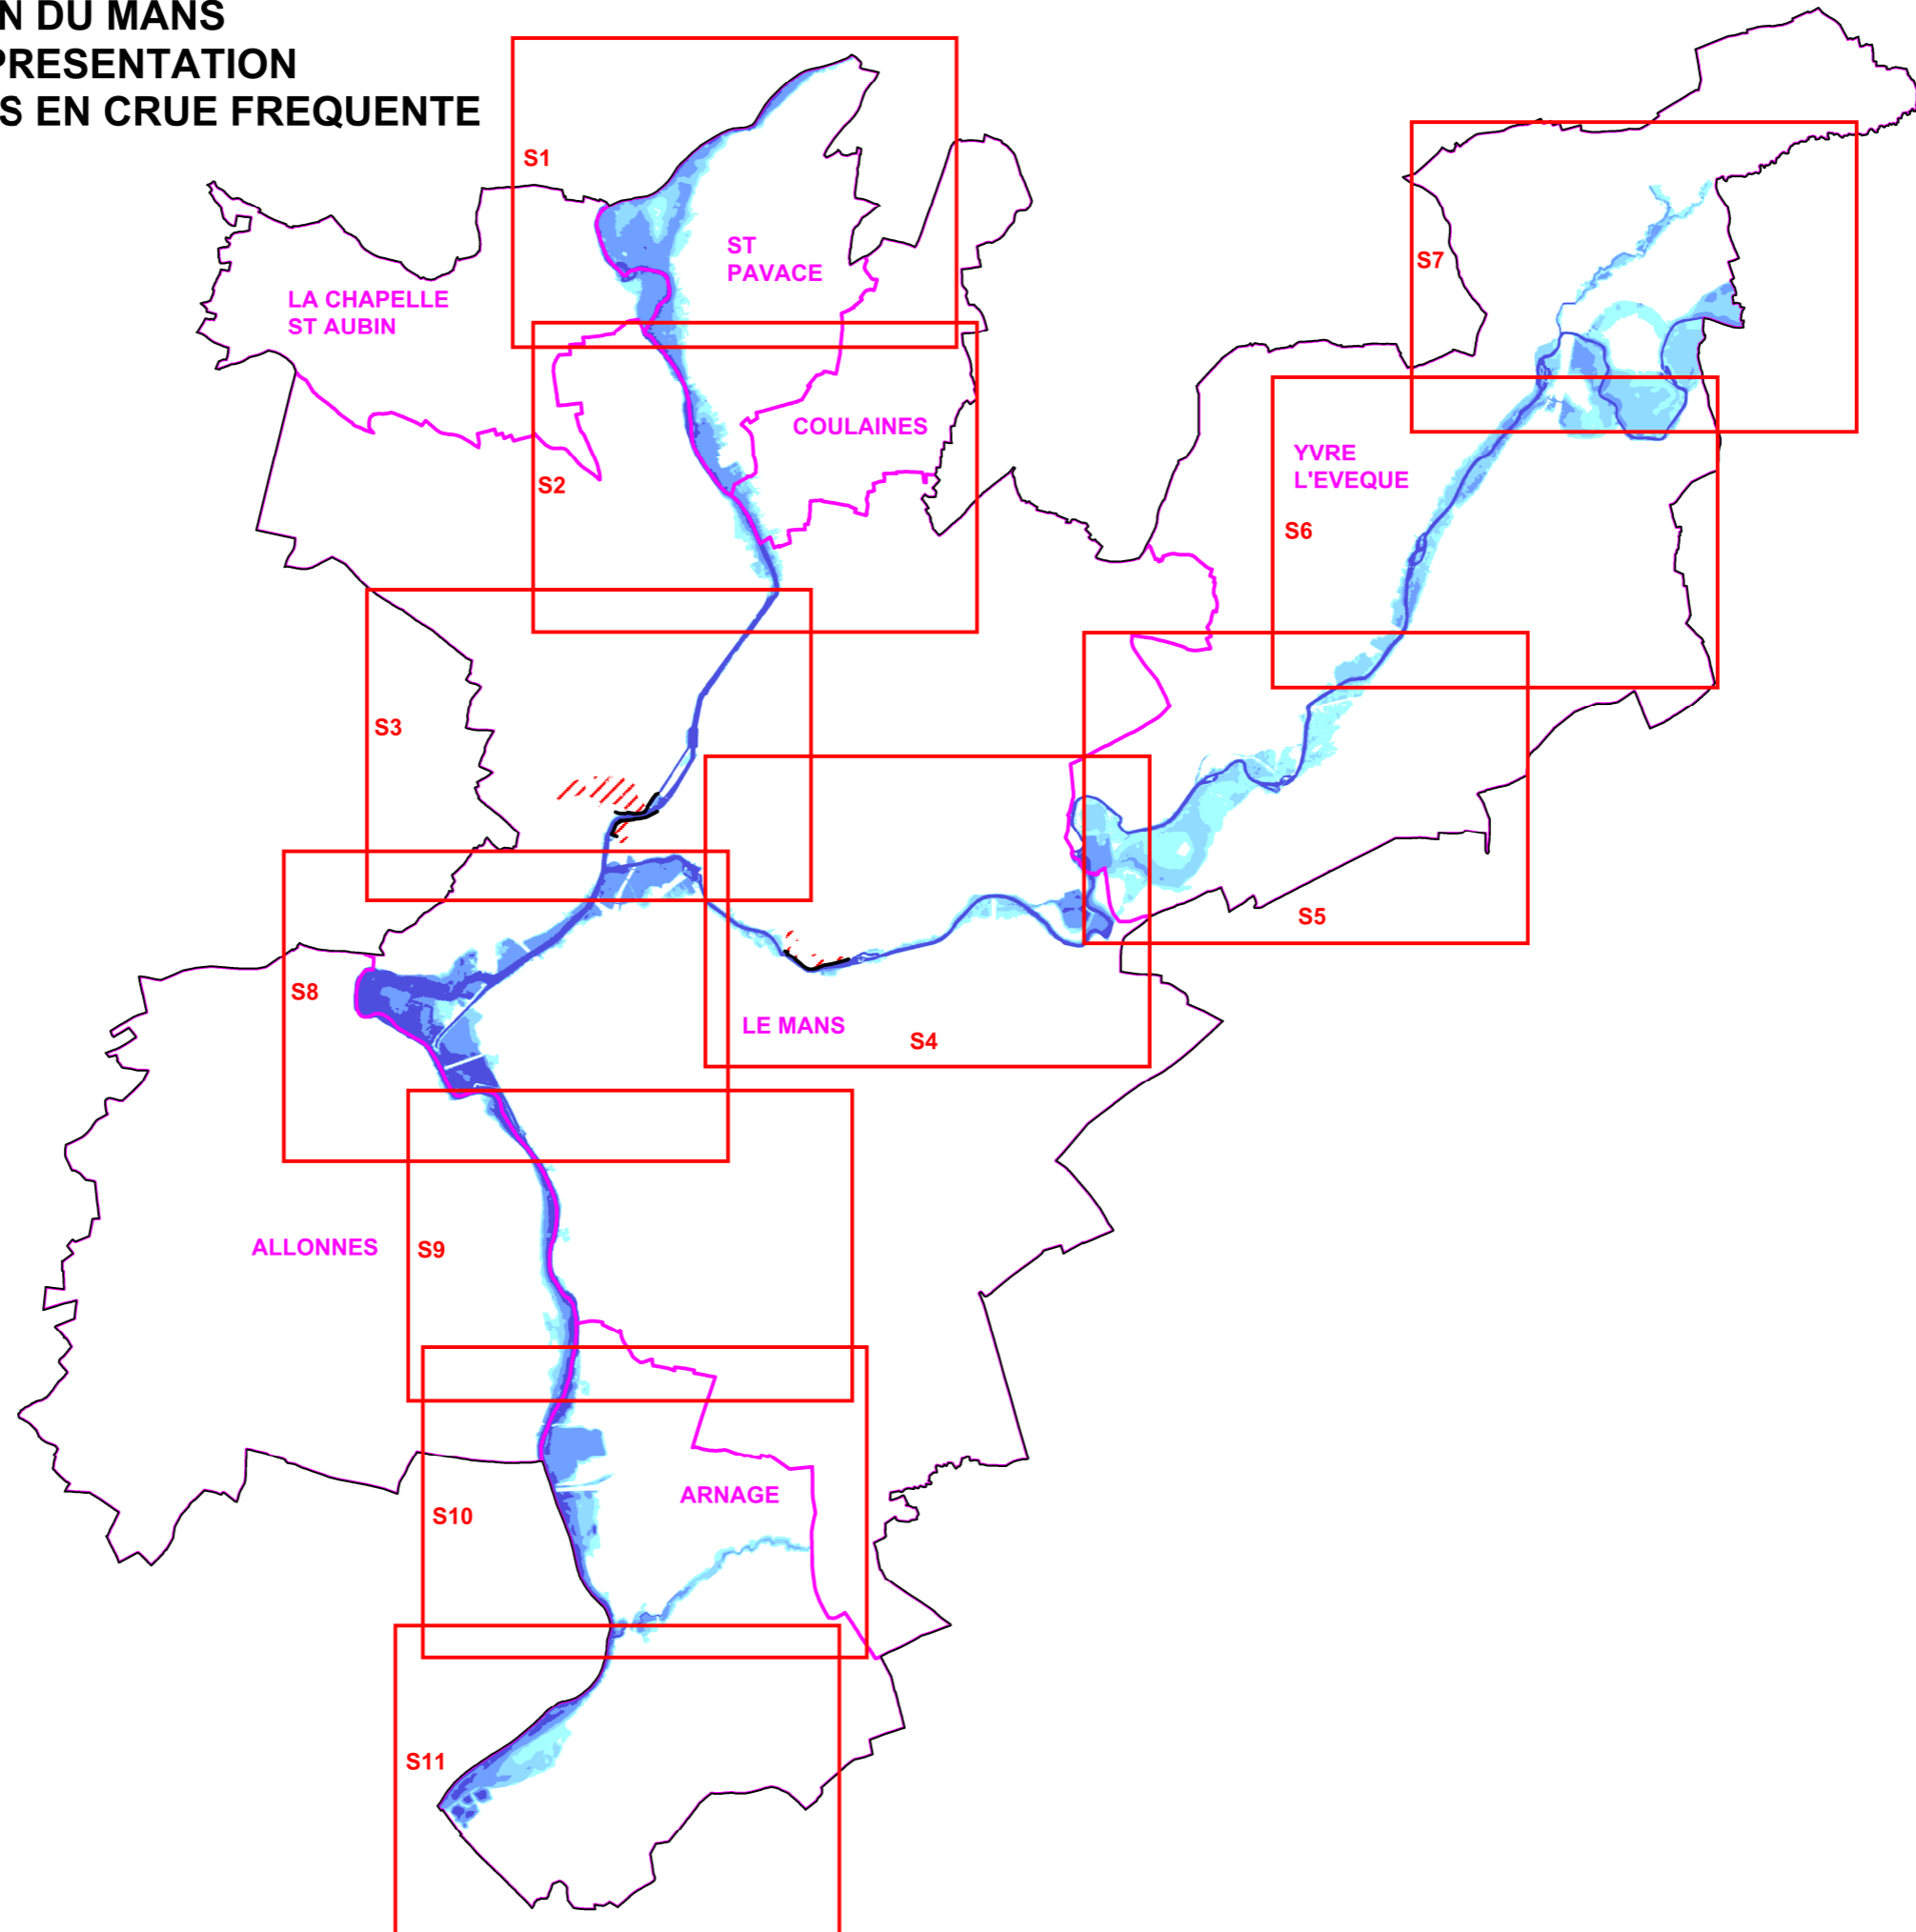 N DU MANS
PRESENTATION
S EN CRUE FREQUENTE
S1
ST
PAVACE
LA CHAPELLE
ST AUBIN
S7
COULAINES
YVRE
L'EVEQUE
S2
S6
S3
S5
S8
LE MANS
S4
ALLONNES
S9
ARNAGE
S10
S11